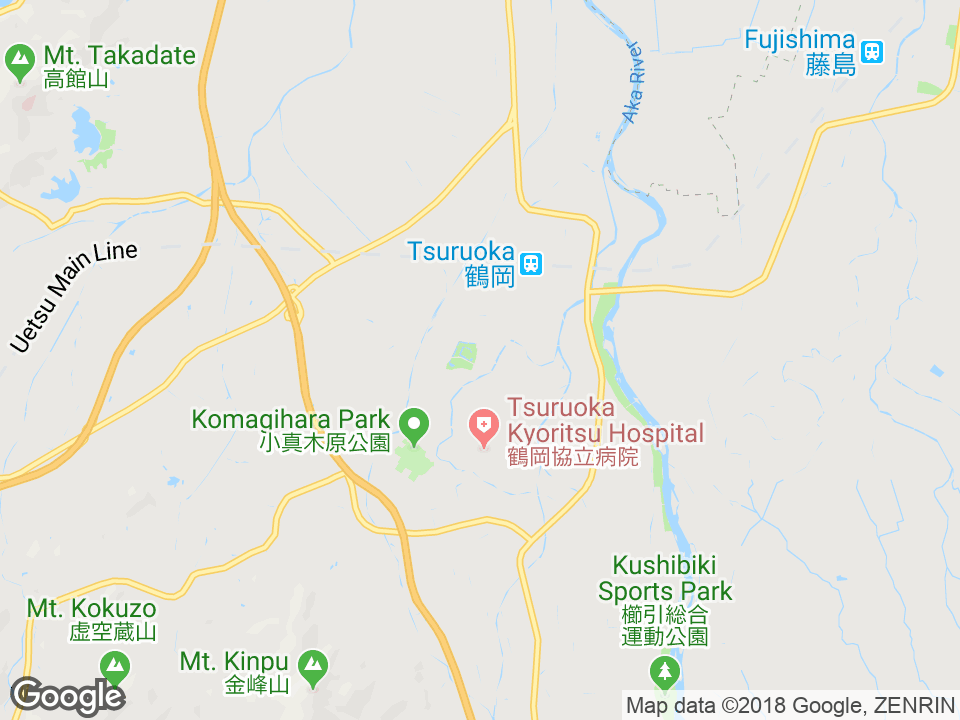 Mt. Takadate
高館山
Fujishima
藤島
Aka River
Uetsu Main Line
Tsuruoka
鶴岡
Komagihara Park
小真木原公園
Tsuruoka
Kyoritsu Hospital
鶴岡協立病院
Kushibiki
Sports Park
櫛引総合
運動公園
Mt. Kokuzo
虚空蔵山
Mt. Kinpu
金峰山
Google
Map data ©2018 Google, ZENRIN